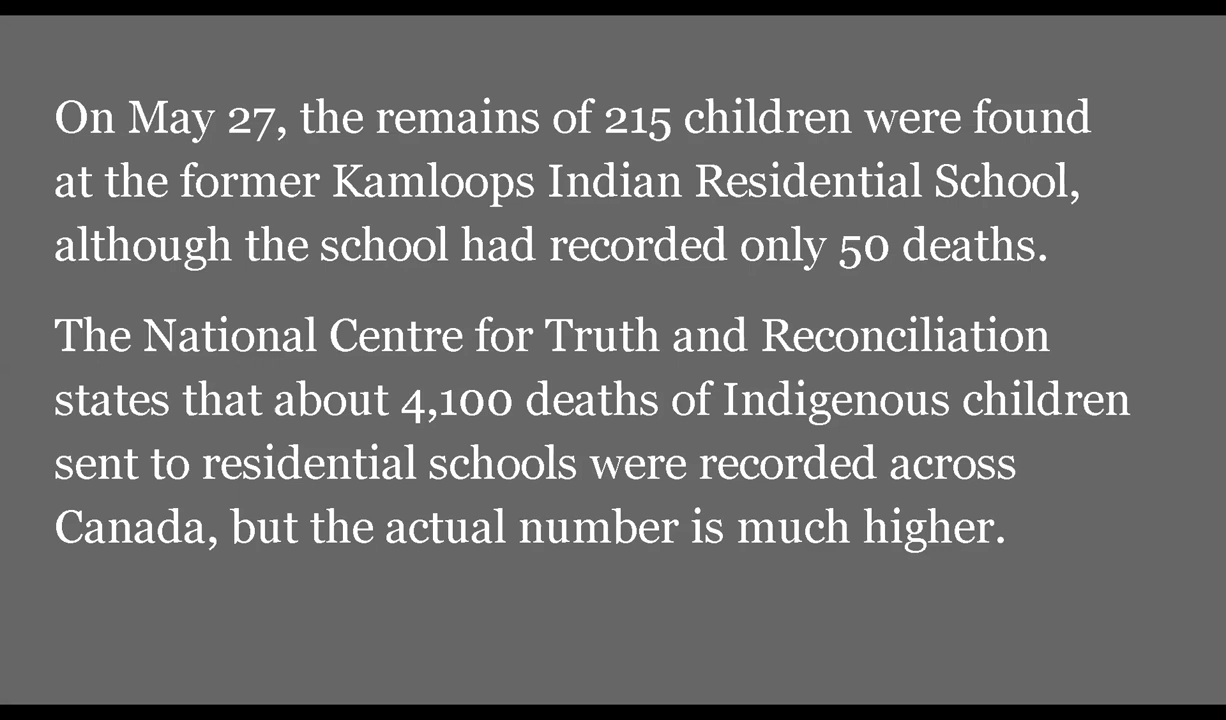 On May 27, the remains of 215 children were found
at the former Kamloops Indian Residential School,
although the school had recorded only 50 deaths.
The National Centre for Truth and Reconciliation
states that about 4,100 deaths of Indigenous children
sent to residential schools were recorded across
Canada, but the actual number is much higher.